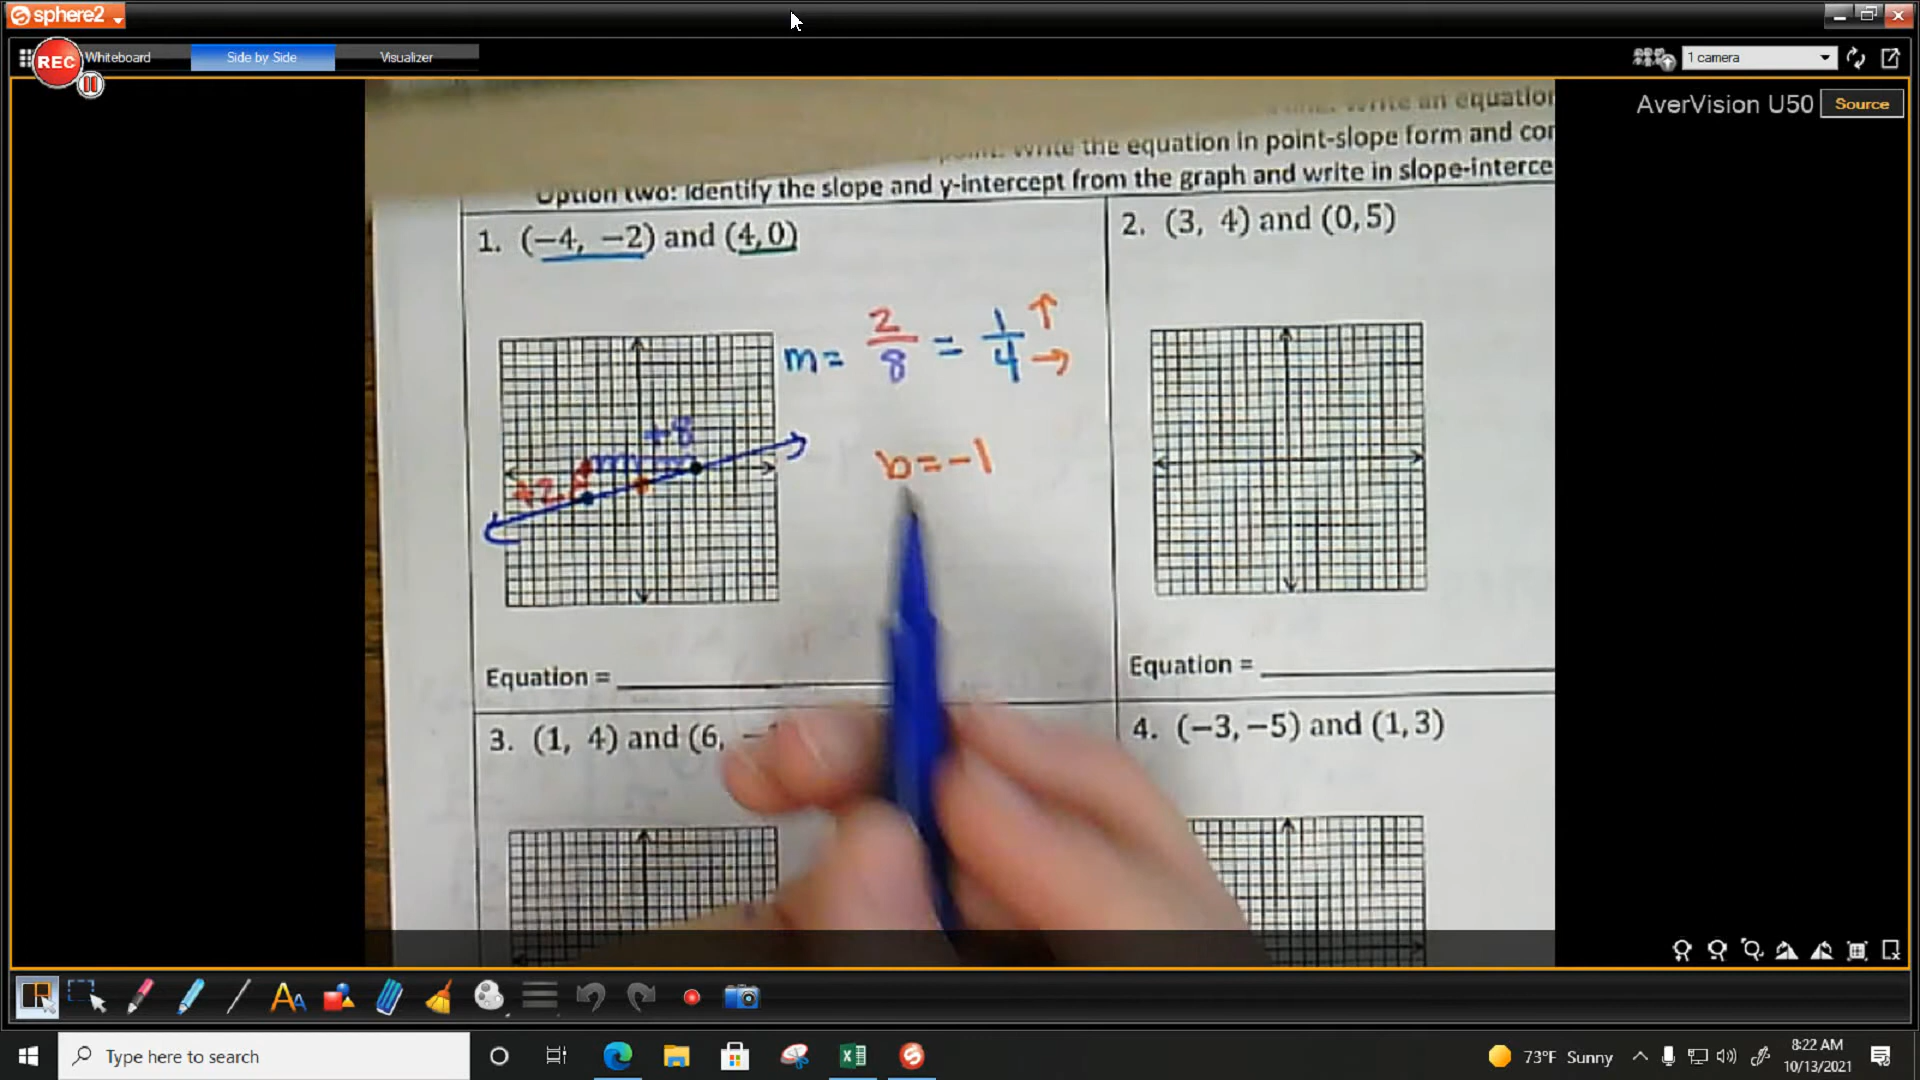 sphere2
REC
Whiteboard
Side by Side
Visualizer
1 camera
AverVision U50
Source
write an equation
Write the equation in point-slope form and con
Option two: Identify the slope and y-intercept from the graph and write in slope-interce
1. (−4, −2) and (4,0)
2. (3, 4) and (0,5)
m = 2/8 = 1/4
+8
+2
b=-1
Equation =
Equation =
3. (1, 4) and (6, −
4. (−3,−5) and (1,3)
Type here to search
73°F Sunny
8:22 AM
10/13/2021